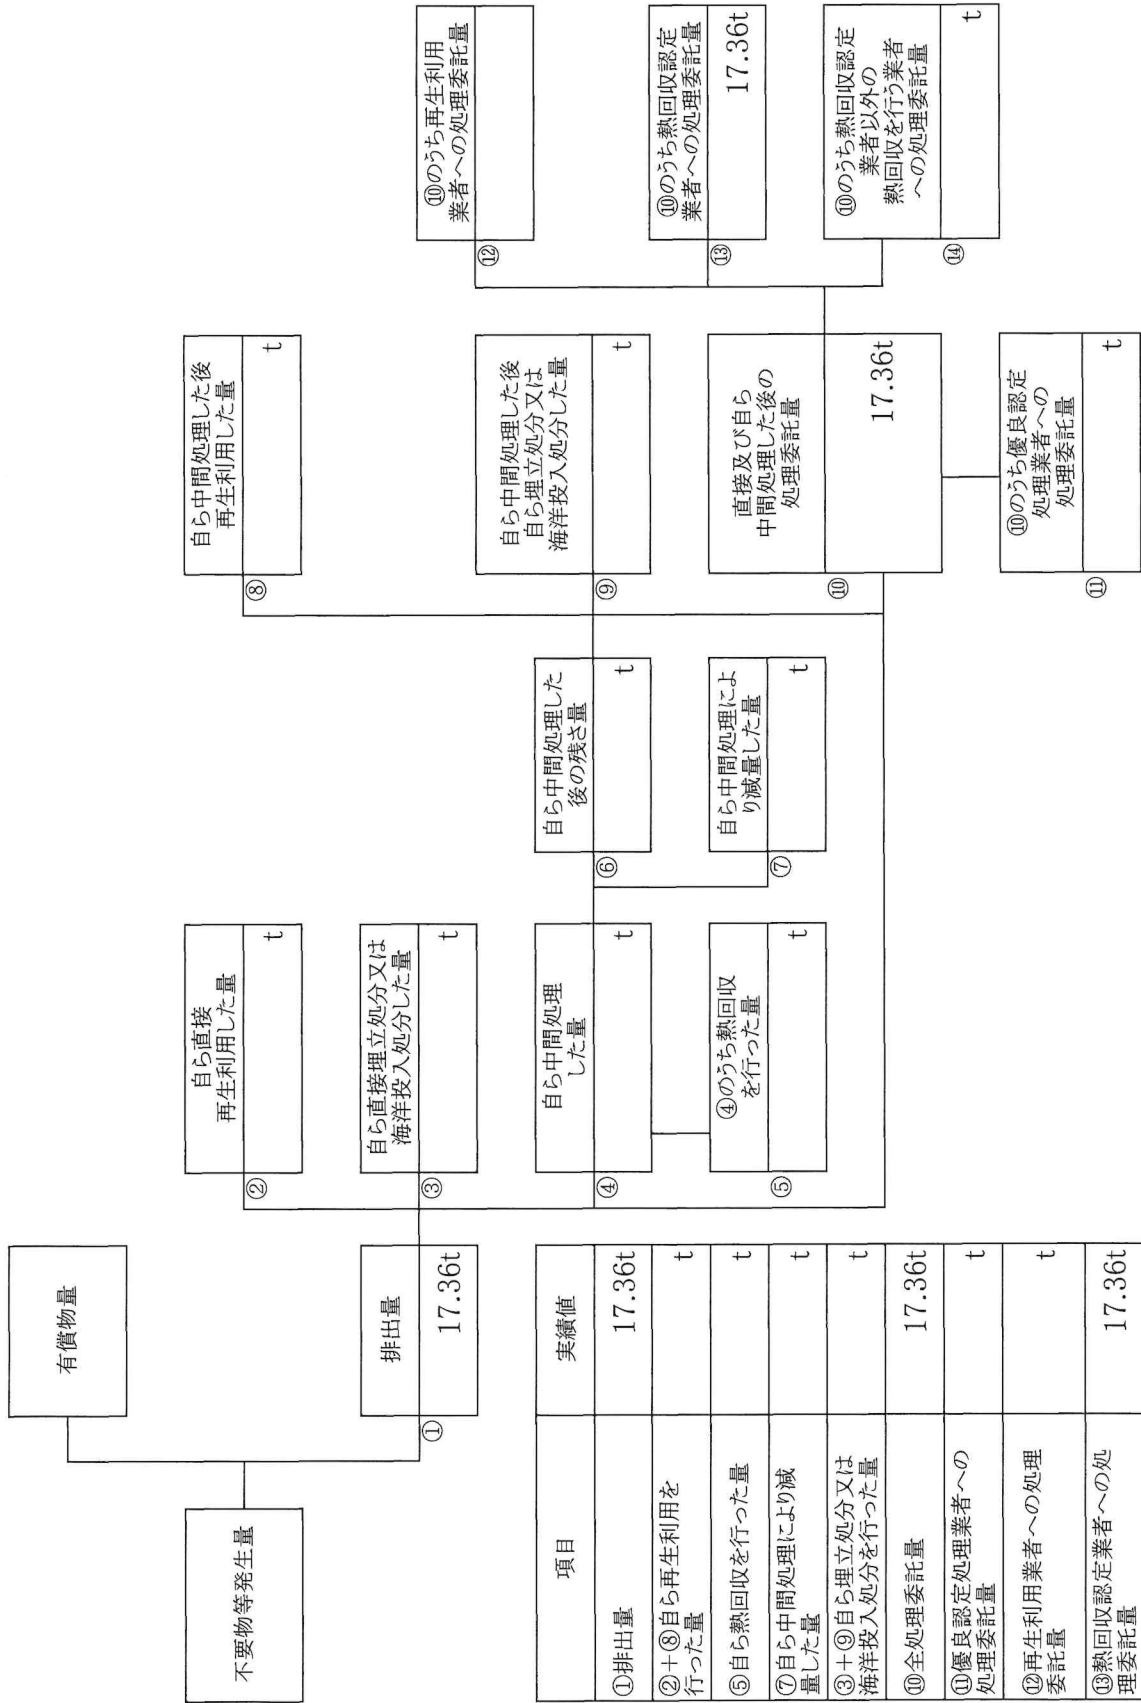 有償物量
不要物等発生量
排出量
①
17.36t
自ら直接
再生利用した量
②
t
自ら直接埋立処分又は
海洋投入処分した量
③
t
自ら中間処理
した量
④
t
④のうち熱回収
を行った量
⑤
t
自ら中間処理した
後の残さ量
⑥
t
自ら中間処理によ
り減量した量
⑦
t
自ら中間処理した後
再生利用した量
⑧
t
自ら中間処理した後
自ら埋立処分又は
海洋投入処分した量
⑨
t
直接及び自ら
中間処理した後の
処理委託量
⑩
17.36t
⑩のうち優良認定
処理業者への
処理委託量
⑪
t
⑩のうち再生利用
業者への処理委託量
⑫
⑩のうち熱回収認定
業者への処理委託量
⑬
17.36t
⑩のうち熱回収認定
業者以外の
熱回収を行う業者
への処理委託量
⑭
t
項目 実績値
①排出量 17.36t
②+⑧自ら再生利用を
行った量 t
⑤自ら熱回収を行った量 t
⑦自ら中間処理により減
量した量 t
③+⑨自ら埋立処分又は
海洋投入処分を行った量 t
⑩全処理委託量 17.36t
⑪優良認定処理業者への
処理委託量 t
⑫再生利用業者への処理
委託量 t
⑬熱回収認定業者への処
理委託量 17.36t